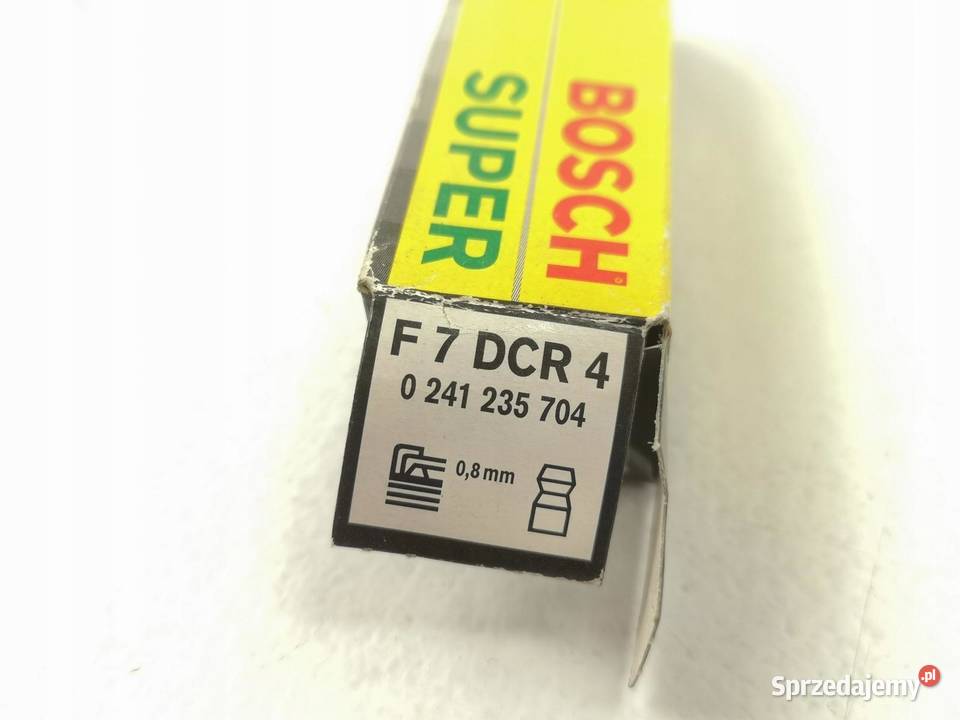 BOSCH
SUPER
F 7 DCR 4
0 241 235 704
0,8 mm
Sprzedajemy.pl